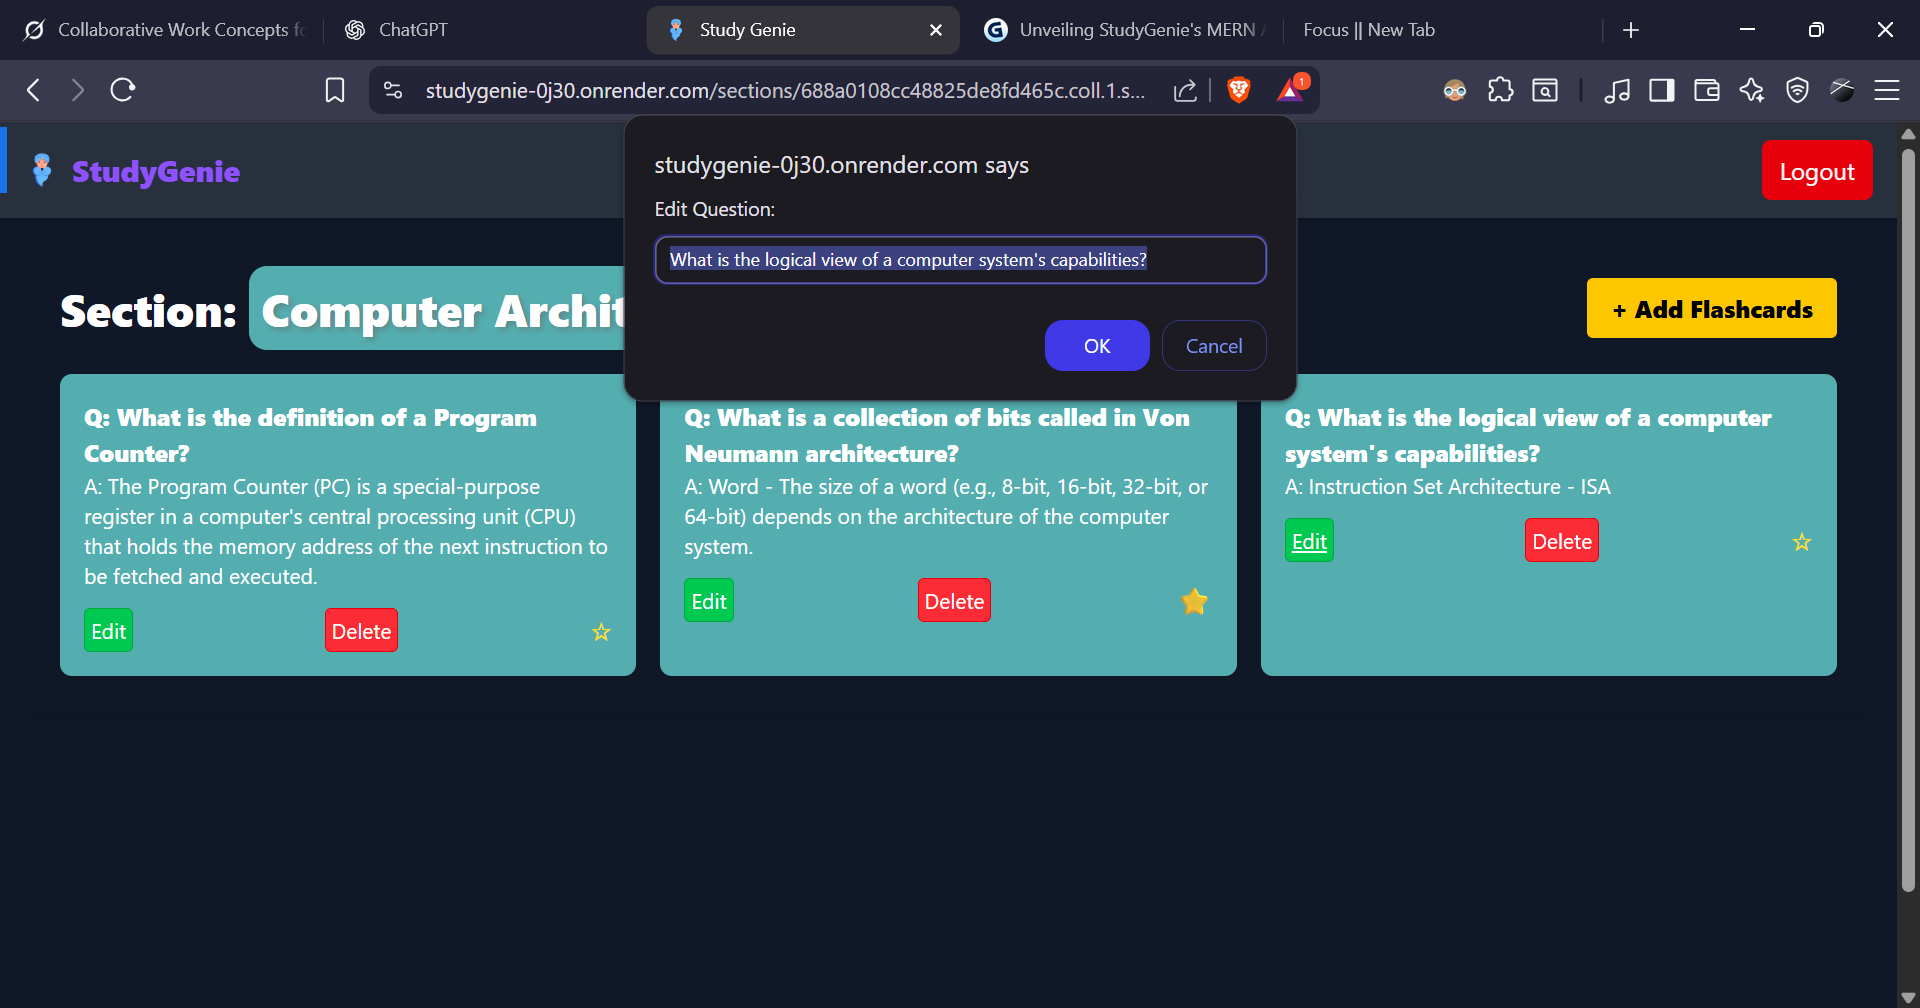 Collaborative Work Concepts fo
ChatGPT
Study Genie
Unveiling StudyGenie's MERN
Focus || New Tab
studygenie-0j30.onrender.com/sections/688a0108cc48825de8fd465c.coll.1.s...
1
StudyGenie
Logout
studygenie-0j30.onrender.com says
Edit Question:
What is the logical view of a computer system's capabilities?
OK
Cancel
Section: Computer Archit
+ Add Flashcards
Q: What is the definition of a Program
Counter?
A: The Program Counter (PC) is a special-purpose
register in a computer's central processing unit (CPU)
that holds the memory address of the next instruction to
be fetched and executed.
Edit
Delete
Q: What is a collection of bits called in Von
Neumann architecture?
A: Word - The size of a word (e.g., 8-bit, 16-bit, 32-bit, or
64-bit) depends on the architecture of the computer
system.
Edit
Delete
Q: What is the logical view of a computer
system's capabilities?
A: Instruction Set Architecture - ISA
Edit
Delete